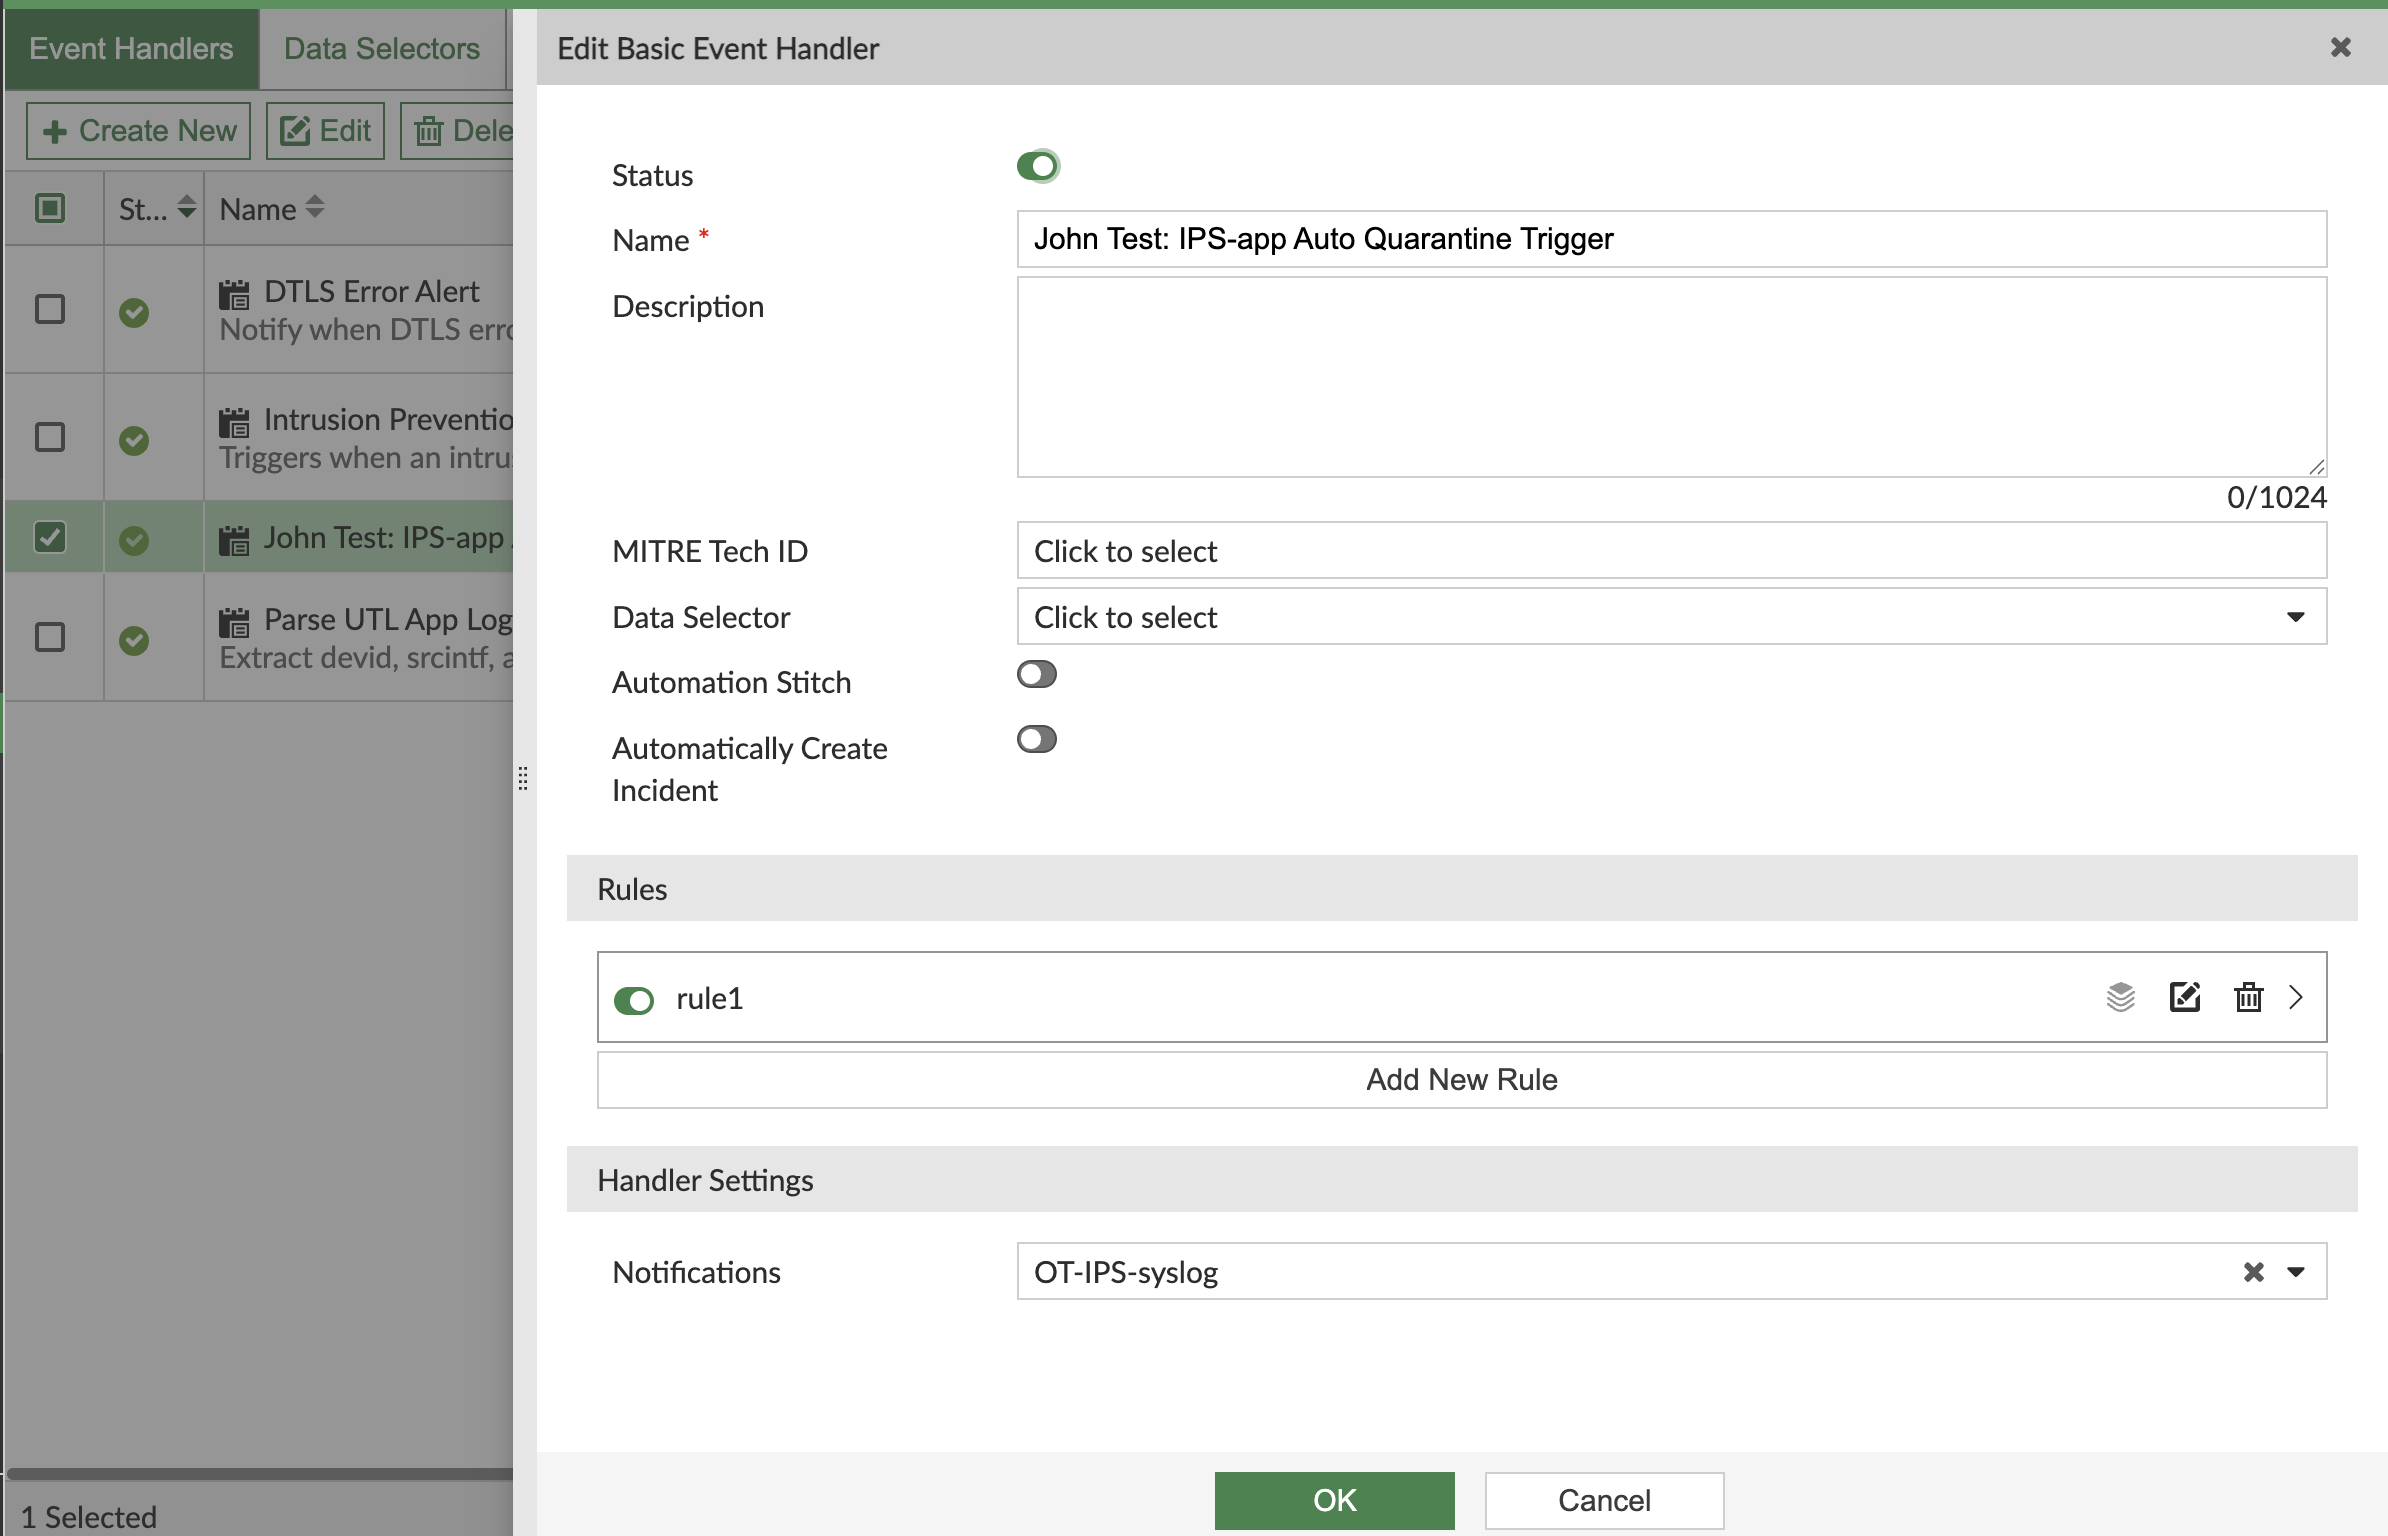 Event Handlers
Data Selectors
Create New
Edit
Dele
St...
Name
DTLS Error Alert
Notify when DTLS erro
Intrusion Preventio
Triggers when an intru
John Test: IPS-app
Parse UTL App Log
Extract devid, srcintf, a
1 Selected
Edit Basic Event Handler
Status
Name *
John Test: IPS-app Auto Quarantine Trigger
Description
0/1024
MITRE Tech ID
Click to select
Data Selector
Click to select
Automation Stitch
Automatically Create
Incident
Rules
rule1
Add New Rule
Handler Settings
Notifications
OT-IPS-syslog
OK
Cancel